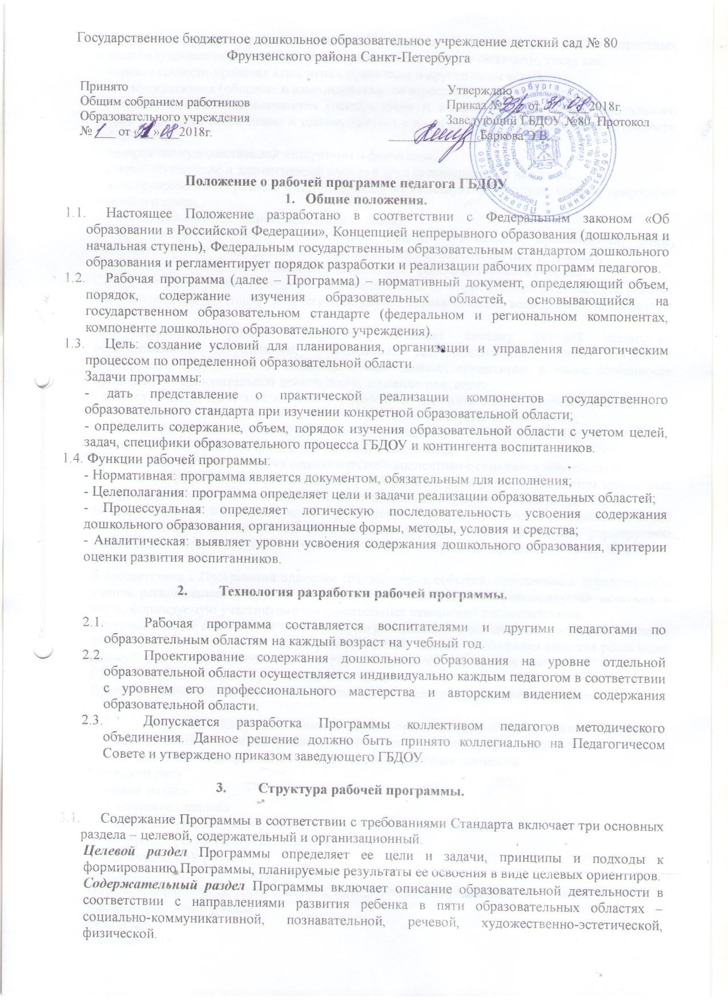 Государственное бюджетное дошкольное образовательное учреждение детский сад № 80
Фрунзенского района Санкт-Петербурга
Принято
Общим собранием работников
Образовательного учреждения
№ 1 от «31» 08 2018г.
Утверждаю
Приказ № от 31.08 2018г.
Заведующий ГБДОУ №80 Протокол
Баркова Э.В.
Положение о рабочей программе педагога ГБДОУ
1. Общие положения.
1.1. Настоящее Положение разработано в соответствии с Федеральным законом «Об
образовании в Российской Федерации», Концепцией непрерывного образования (дошкольная и
начальная ступень), Федеральным государственным образовательным стандартом дошкольного
образования и регламентирует порядок разработки и реализации рабочих программ педагогов.
1.2. Рабочая программа (далее – Программа) – нормативный документ, определяющий объем,
порядок, содержание изучения образовательных областей, основывающийся на
государственном образовательном стандарте (федеральном и региональном компонентах,
компоненте дошкольного образовательного учреждения).
1.3. Цель: создание условий для планирования, организации и управления педагогическим
процессом по определенной образовательной области.
Задачи программы:
- дать представление о практической реализации компонентов государственного
образовательного стандарта при изучении конкретной образовательной области;
- определить содержание, объем, порядок изучения образовательной области с учетом целей,
задач, специфики образовательного процесса ГБДОУ и контингента воспитанников.
1.4. Функции рабочей программы:
- Нормативная: программа является документом, обязательным для исполнения;
- Целеполагания: программа определяет цели и задачи реализации образовательных областей;
- Процессуальная: определяет логическую последовательность усвоения содержания
дошкольного образования, организационные формы, методы, условия и средства;
- Аналитическая: выявляет уровни усвоения содержания дошкольного образования, критерии
оценки развития воспитанников.
2. Технология разработки рабочей программы.
2.1. Рабочая программа составляется воспитателями и другими педагогами по
образовательным областям на каждый возраст на учебный год.
2.2. Проектирование содержания дошкольного образования на уровне отдельной
образовательной области осуществляется индивидуально каждым педагогом в соответствии
с уровнем его профессионального мастерства и авторским видением содержания
образовательной области.
2.3. Допускается разработка Программы коллективом педагогов методического
объединения. Данное решение должно быть принято коллегиально на Педагогичесом
Совете и утверждено приказом заведующего ГБДОУ.
3. Структура рабочей программы.
3.1. Содержание Программы в соответствии с требованиями Стандарта включает три основных
раздела – целевой, содержательный и организационный.
Целевой раздел Программы определяет ее цели и задачи, принципы и подходы к
формированию Программы, планируемые результаты ее освоения в виде целевых ориентиров.
Содержательный раздел Программы включает описание образовательной деятельности в
соответствии с направлениями развития ребенка в пяти образовательных областях –
социально-коммуникативной, познавательной, речевой, художественно-эстетической,
физической.